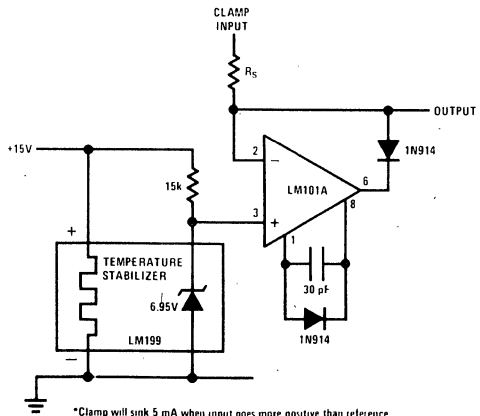 CLAMP
INPUT
RS
OUTPUT
+15V
15k
2
−
LM101A
6
1N914
3
+
8
1
30 pF
1N914
+
TEMPERATURE
STABILIZER
6.95V
LM199
−
*Clamp will sink 5 mA when input goes more positive than reference